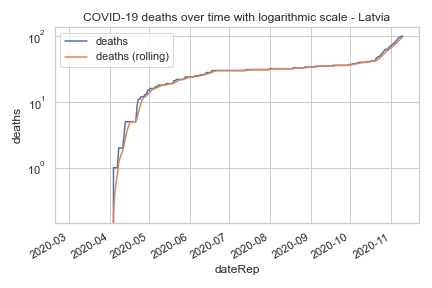 COVID-19 deaths over time with logarithmic scale - Latvia
deaths
deaths (rolling)
10²
10¹
10⁰
deaths
2020-03
2020-04
2020-05
2020-06
2020-07
2020-08
2020-09
2020-10
2020-11
dateRep